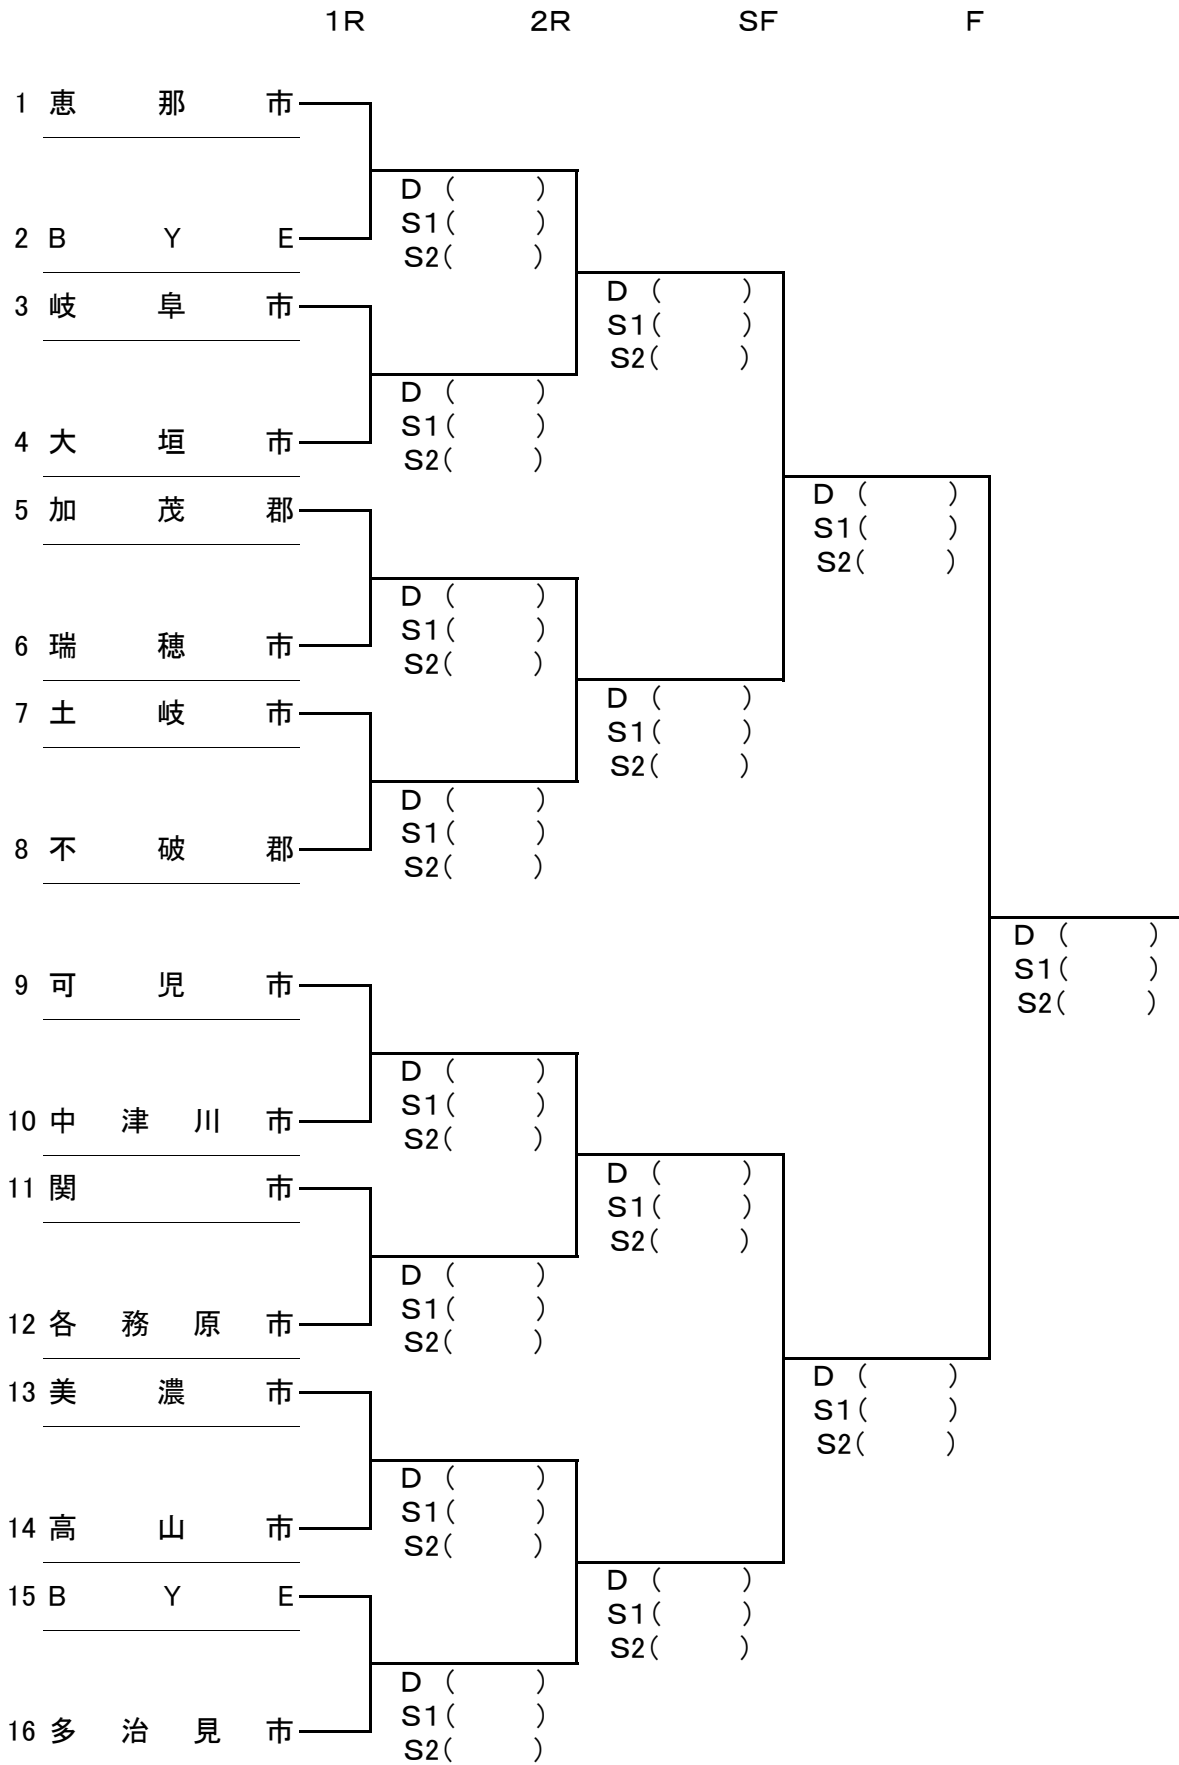 1R 2R SF F
1 恵那市
D ( )
S1( )
2 BYE
S2( )
D ( )
3 岐阜市
S1( )
S2( )
D ( )
S1( )
4 大垣市
S2( )
D ( )
5 加茂郡
S1( )
S2( )
D ( )
S1( )
6 瑞穂市
S2( )
D ( )
7 土岐市
S1( )
S2( )
D ( )
S1( )
8 不破郡
S2( )
D ( )
S1( )
9 可児市
S2( )
D ( )
S1( )
10 中津川市
S2( )
D ( )
11 関市
S1( )
S2( )
D ( )
S1( )
12 各務原市
S2( )
D ( )
13 美濃市
S1( )
S2( )
D ( )
S1( )
14 高山市
S2( )
D ( )
15 BYE
S1( )
S2( )
D ( )
S1( )
16 多治見市
S2( )